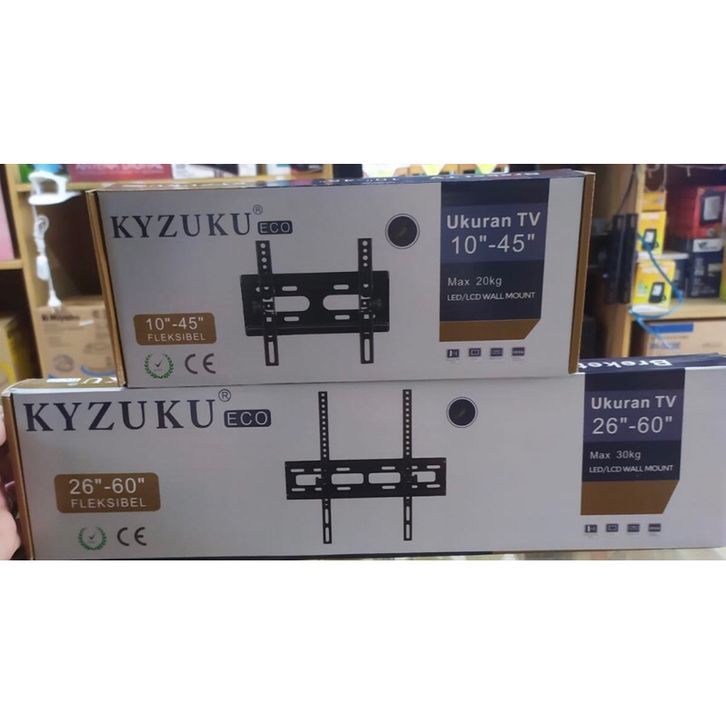 KYZUKU® ECO
Ukuran TV
10"-45"
Max 20kg
LED/LCD WALL MOUNT
10"-45"
FLEKSIBEL
CE
Broket
KYZUKU® ECO
Ukuran TV
26"-60"
Max 30kg
LED/LCD WALL MOUNT
26"-60"
FLEKSIBEL
CE